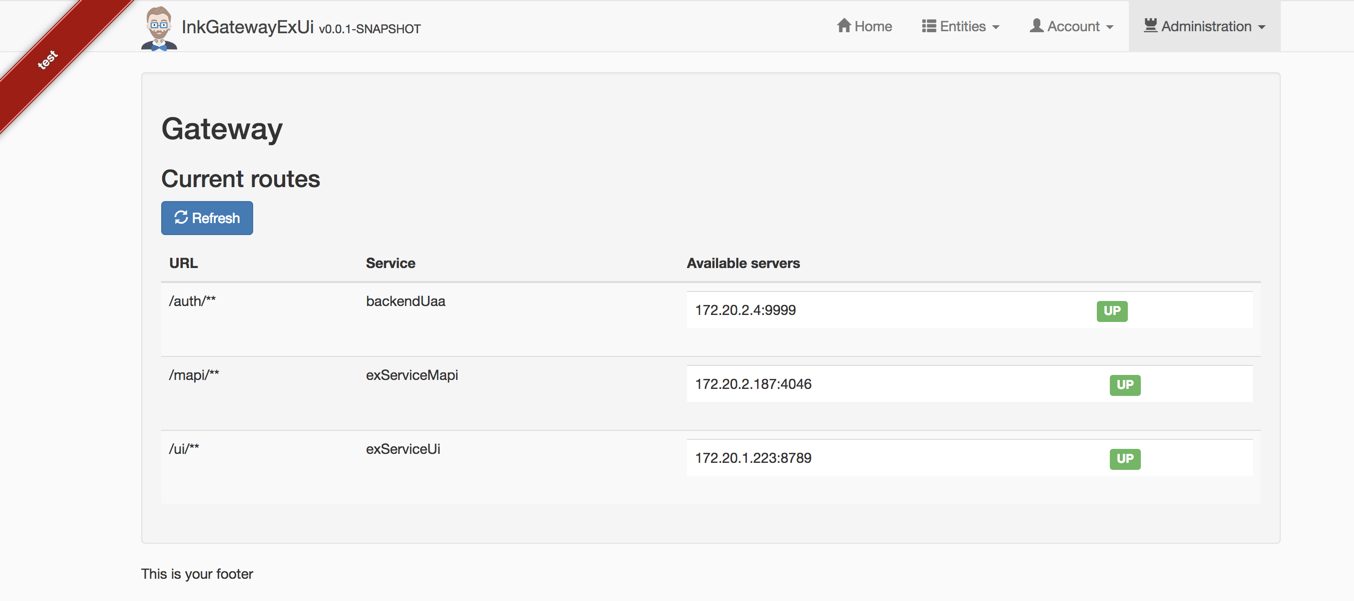 test
InkGatewayExUi v0.0.1-SNAPSHOT Home Entities Account Administration
Gateway
Current routes
Refresh
URL Service Available servers
/auth/** backendUaa 172.20.2.4:9999 UP
/mapi/** exServiceMapi 172.20.2.187:4046 UP
/ui/** exServiceUi 172.20.1.223:8789 UP
This is your footer